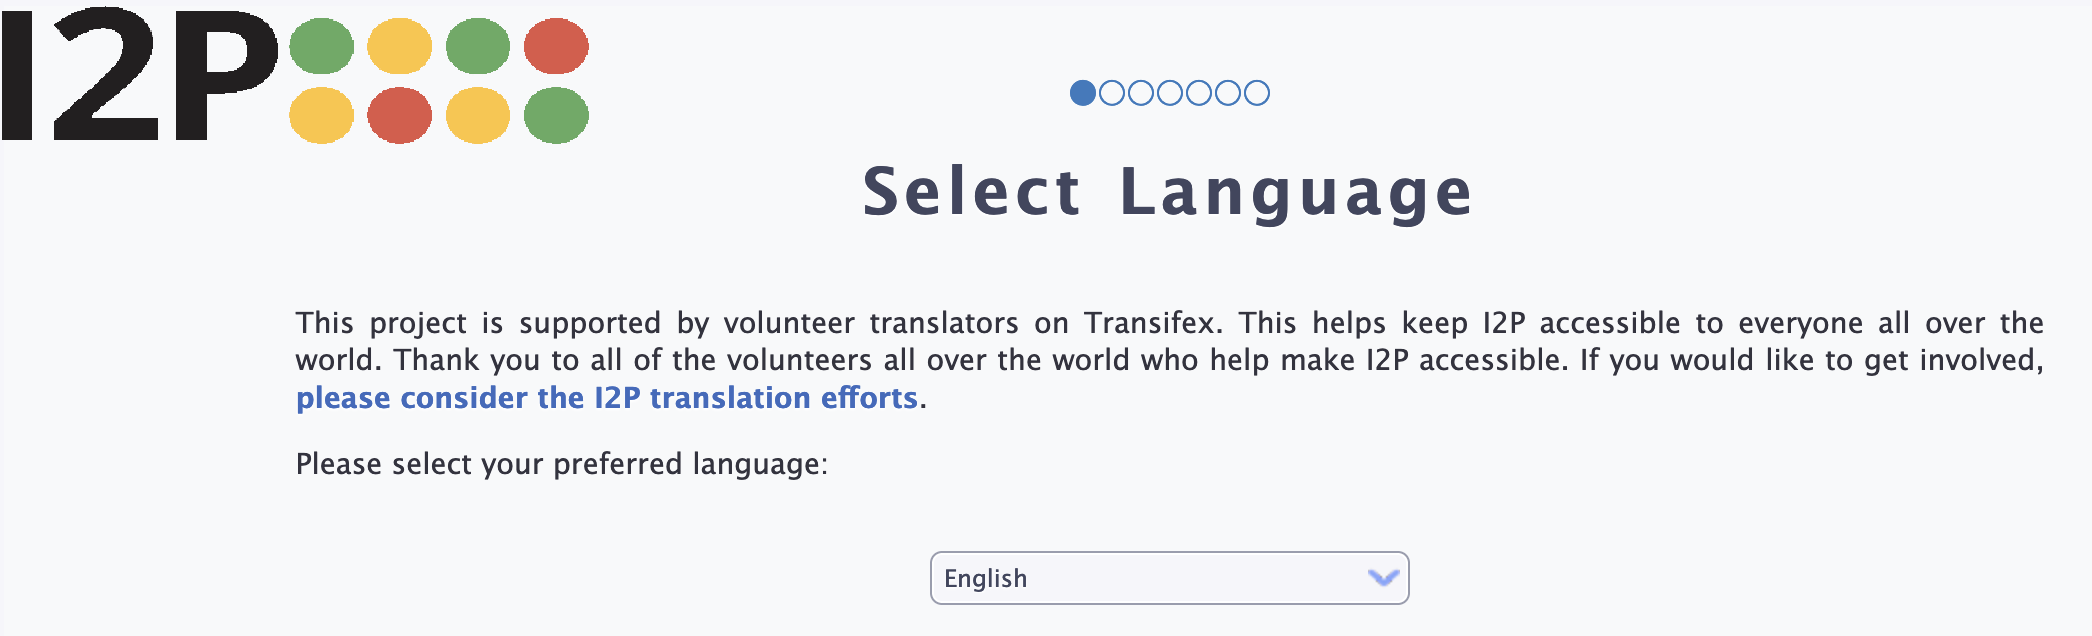 I2P
Select Language
This project is supported by volunteer translators on Transifex. This helps keep I2P accessible to everyone all over the
world. Thank you to all of the volunteers all over the world who help make I2P accessible. If you would like to get involved,
please consider the I2P translation efforts.
Please select your preferred language:
English